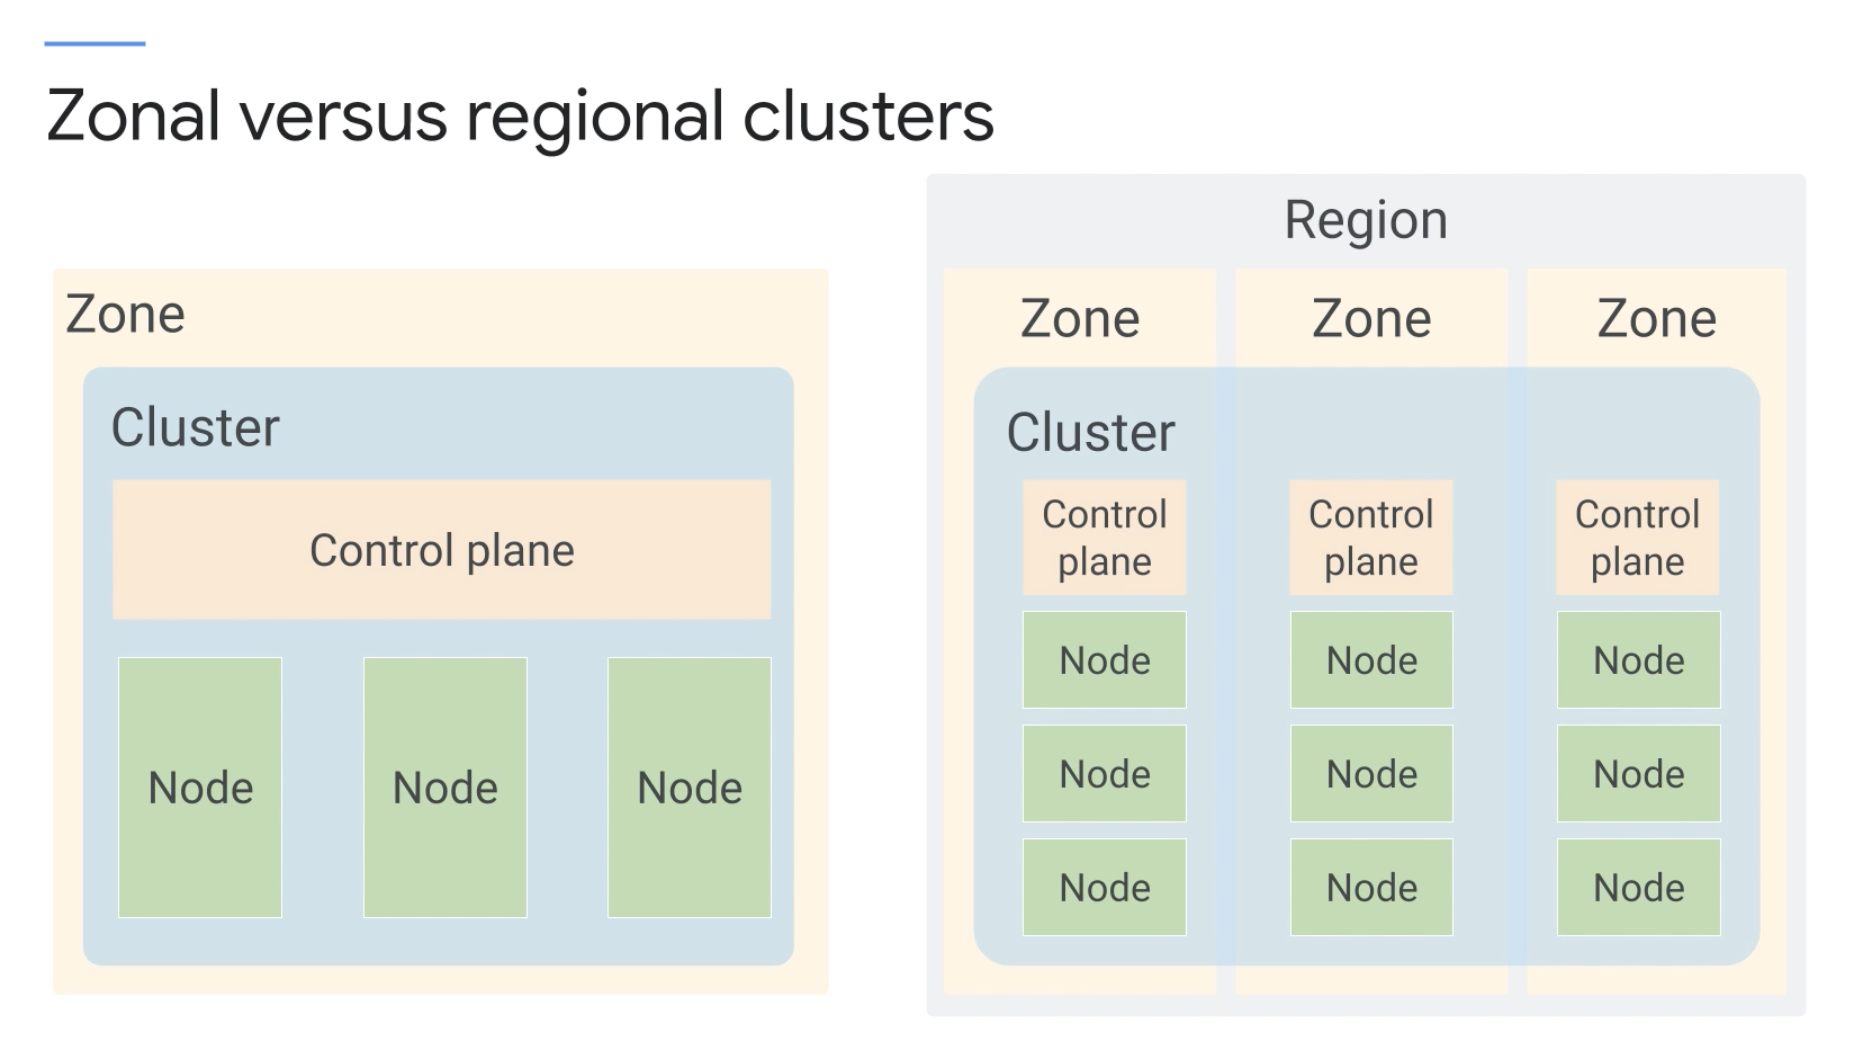 Zonal versus regional clusters
Zone
Cluster
Control plane
Node
Node
Node
Region
Zone
Zone
Zone
Cluster
Control
plane
Control
plane
Control
plane
Node
Node
Node
Node
Node
Node
Node
Node
Node